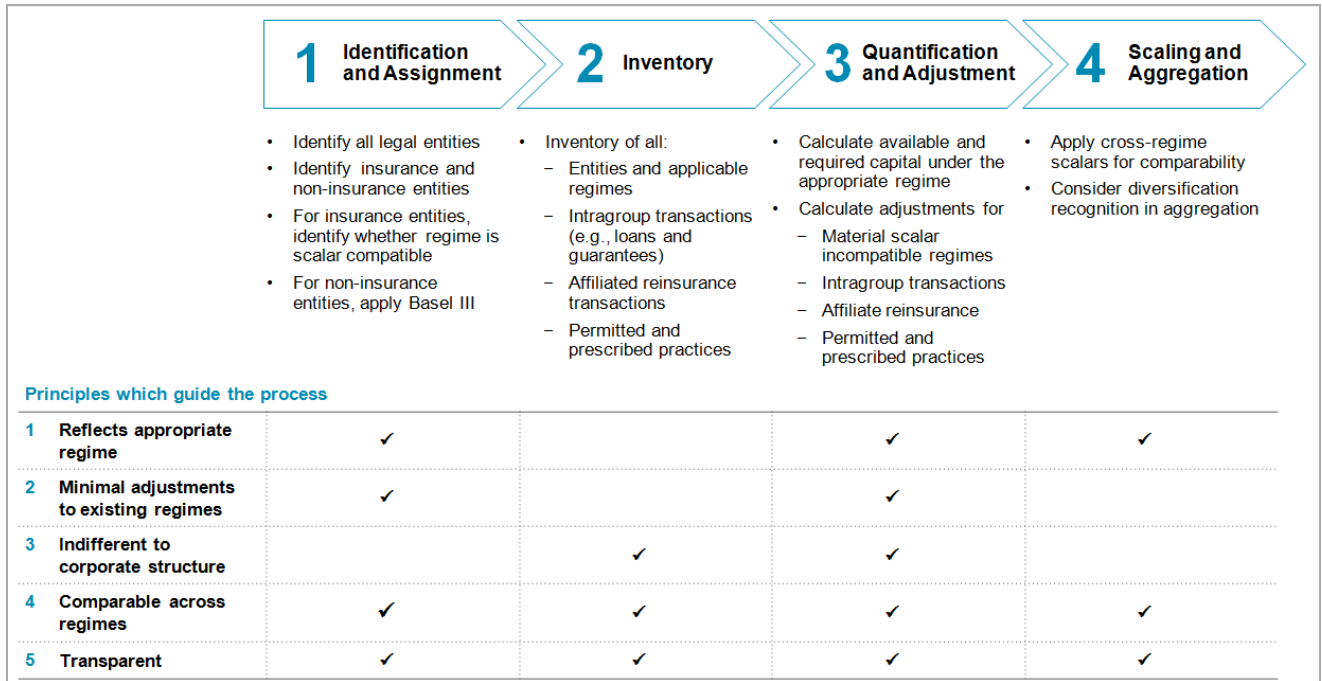 1 Identification
and Assignment
2 Inventory
3 Quantification
and Adjustment
4 Scaling and
Aggregation
• Identify all legal entities
• Identify insurance and
non-insurance entities
• For insurance entities,
identify whether regime is
scalar compatible
• For non-insurance
entities, apply Basel III
• Inventory of all:
– Entities and applicable
regimes
– Intragroup transactions
(e.g., loans and
guarantees)
– Affiliated reinsurance
transactions
– Permitted and
prescribed practices
• Calculate available and
required capital under the
appropriate regime
• Calculate adjustments for
– Material scalar
incompatible regimes
– Intragroup transactions
– Affiliate reinsurance
– Permitted and
prescribed practices
• Apply cross-regime
scalars for comparability
• Consider diversification
recognition in aggregation
Principles which guide the process
1 Reflects appropriate ✓ ✓ ✓
regime
2 Minimal adjustments ✓ ✓
to existing regimes
3 Indifferent to
corporate structure ✓ ✓
4 Comparable across ✓ ✓ ✓ ✓
regimes
5 Transparent ✓ ✓ ✓ ✓